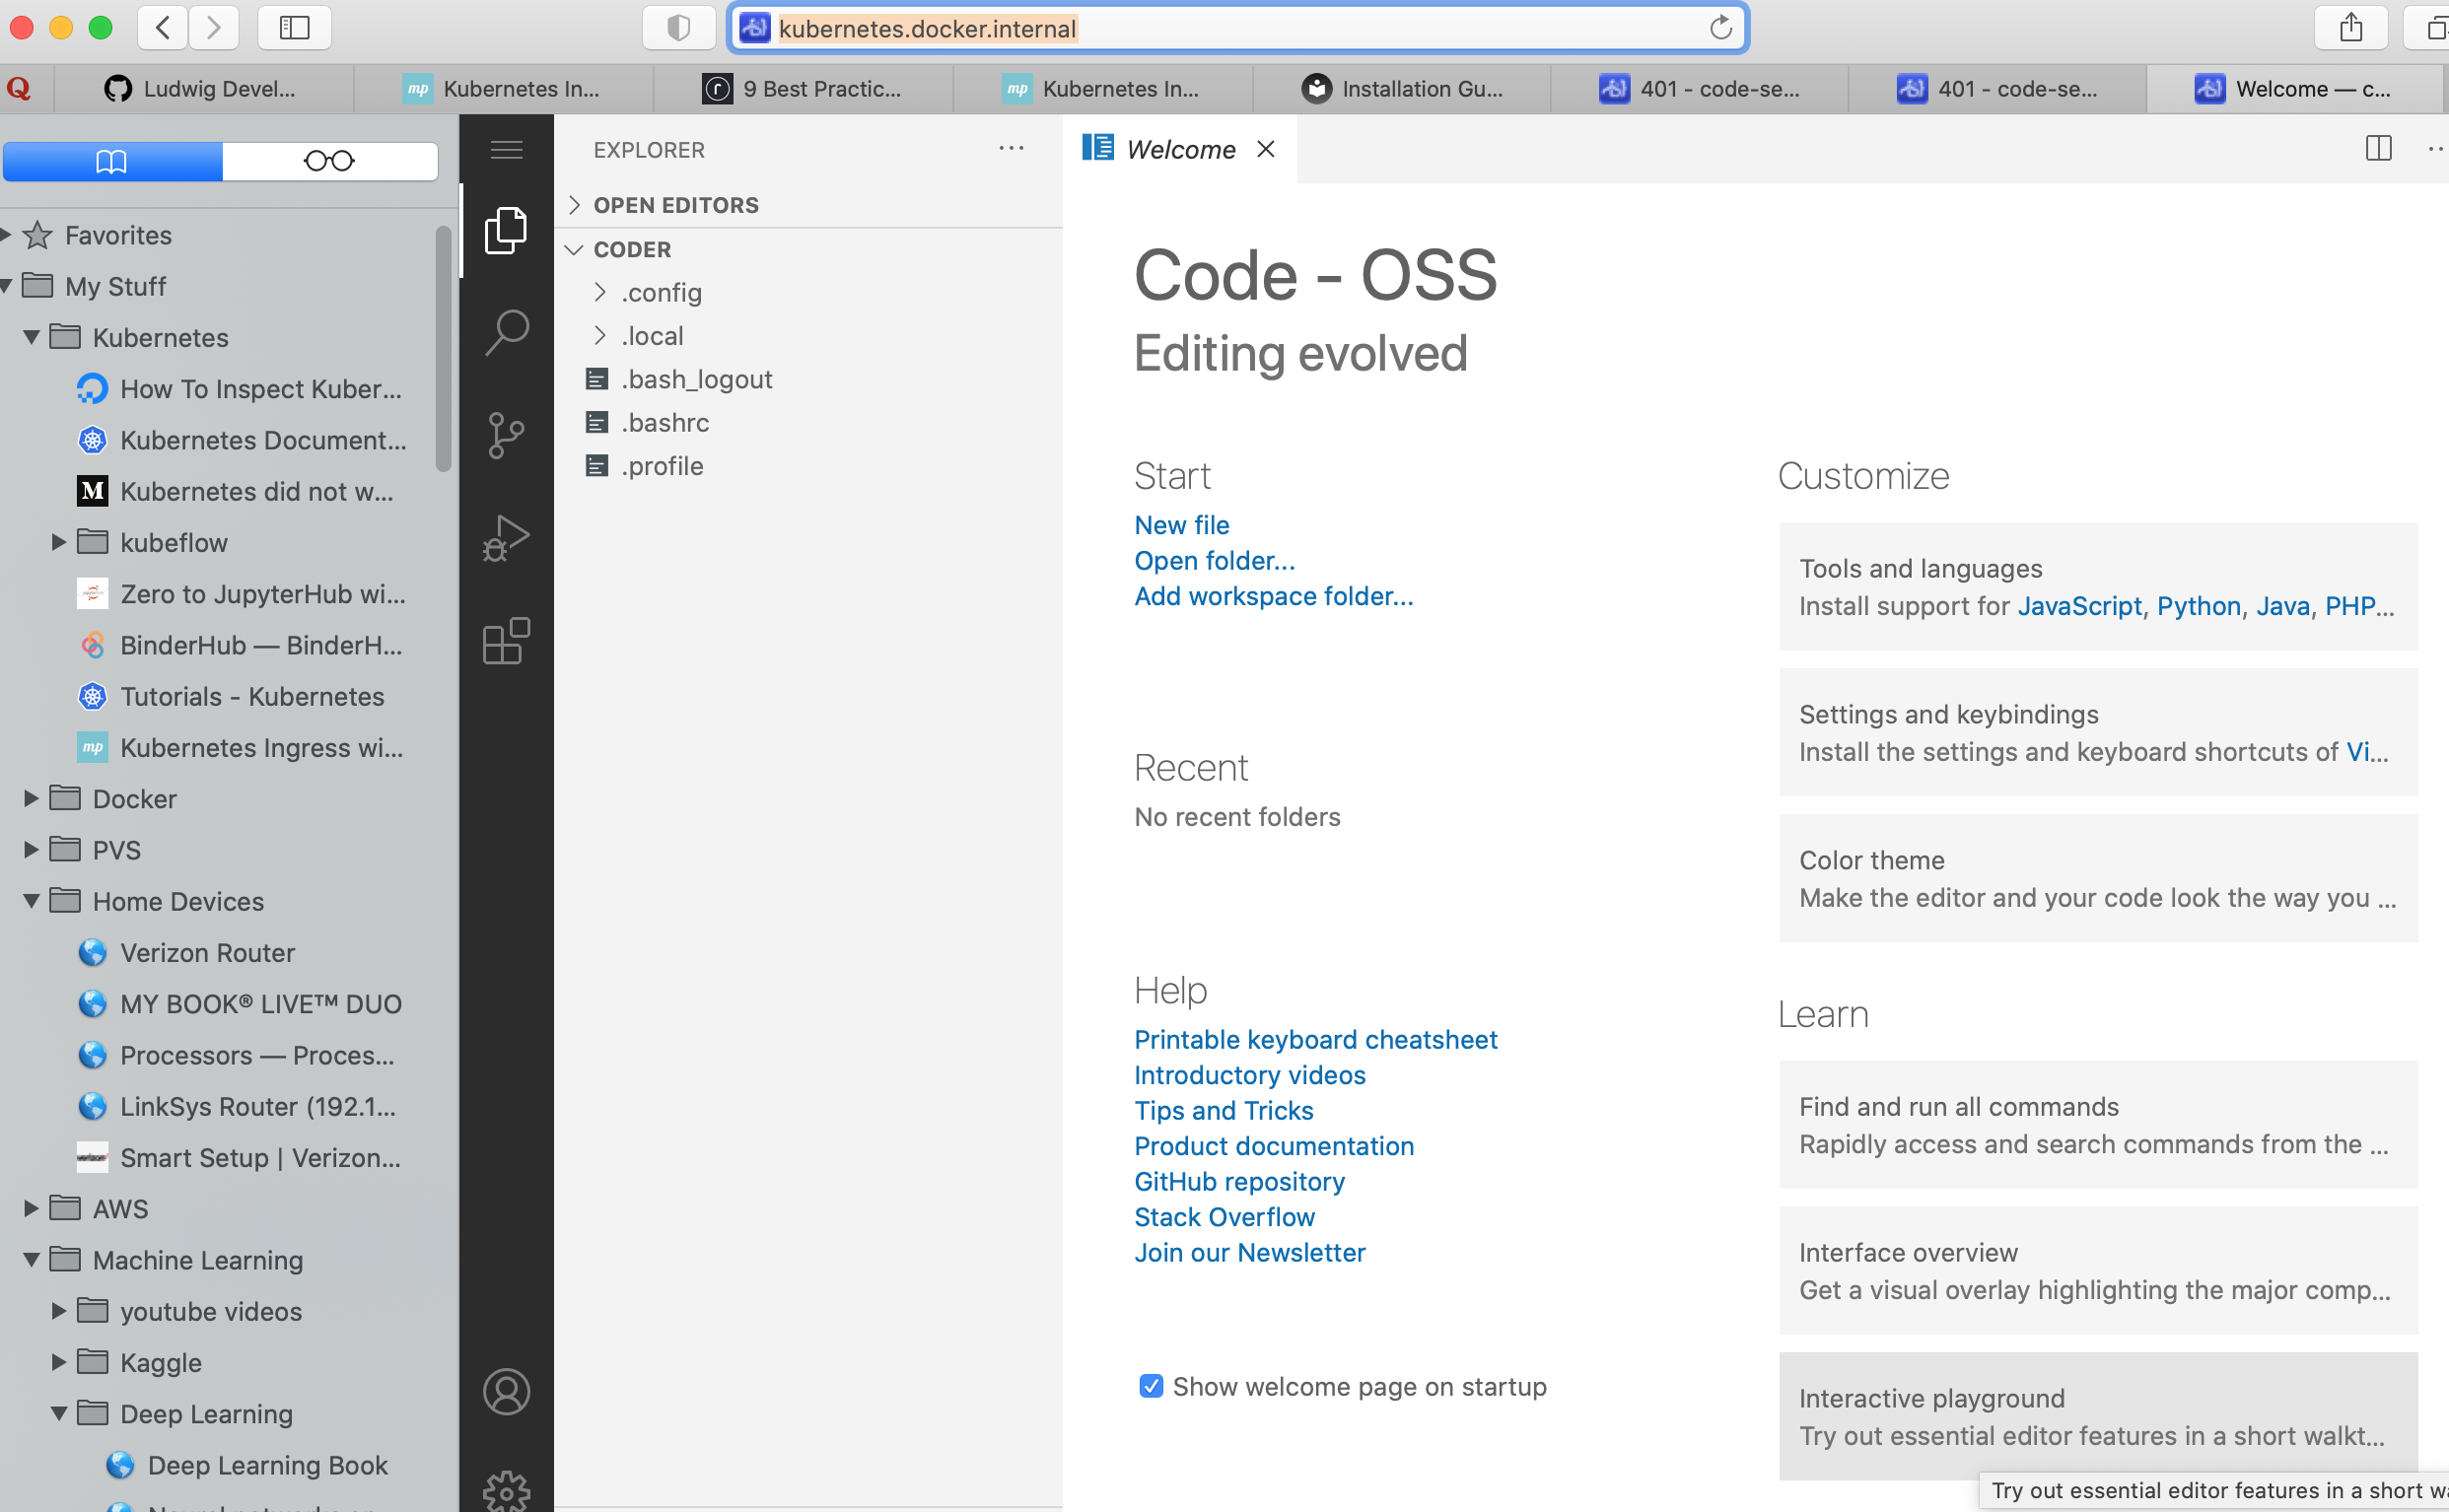 kubernetes.docker.internal
Q
Ludwig Devel...
mp Kubernetes In...
r 9 Best Practic...
mp Kubernetes In...
Installation Gu...
401 - code-se...
401 - code-se...
Welcome — c...
Favorites
My Stuff
Kubernetes
How To Inspect Kuber...
Kubernetes Document...
M Kubernetes did not w...
kubeflow
Zero to JupyterHub wi...
BinderHub — BinderH...
Tutorials - Kubernetes
mp Kubernetes Ingress wi...
Docker
PVS
Home Devices
Verizon Router
MY BOOK® LIVE™ DUO
Processors — Proces...
LinkSys Router (192.1...
Smart Setup | Verizon...
AWS
Machine Learning
youtube videos
Kaggle
Deep Learning
Deep Learning Book
EXPLORER
OPEN EDITORS
CODER
.config
.local
.bash_logout
.bashrc
.profile
Welcome
Code - OSS
Editing evolved
Start
New file
Open folder...
Add workspace folder...
Recent
No recent folders
Help
Printable keyboard cheatsheet
Introductory videos
Tips and Tricks
Product documentation
GitHub repository
Stack Overflow
Join our Newsletter
Show welcome page on startup
Customize
Tools and languages
Install support for JavaScript, Python, Java, PHP...
Settings and keybindings
Install the settings and keyboard shortcuts of Vi...
Color theme
Make the editor and your code look the way you ...
Learn
Find and run all commands
Rapidly access and search commands from the ...
Interface overview
Get a visual overlay highlighting the major comp...
Interactive playground
Try out essential editor features in a short walkt...
Try out essential editor features in a short